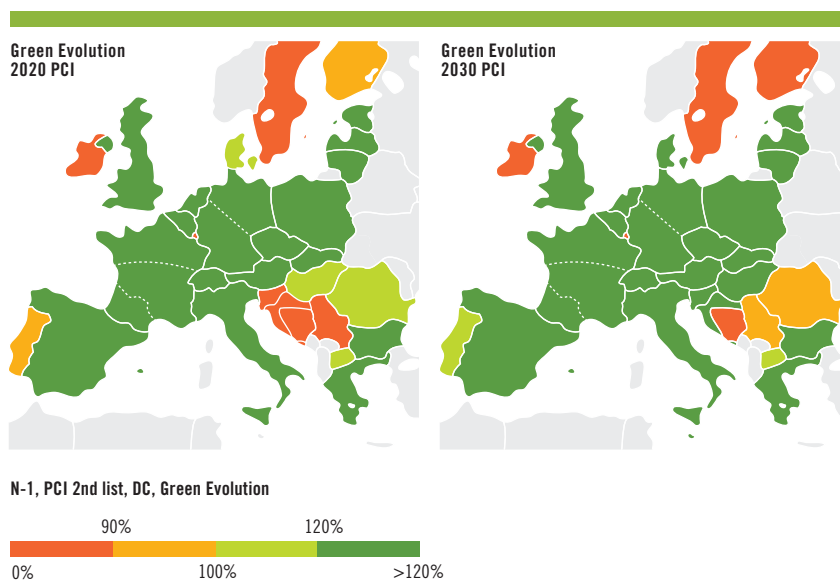 Green Evolution
2020 PCI
Green Evolution
2030 PCI
N-1, PCI 2nd list, DC, Green Evolution
90% 120%
0% 100% >120%